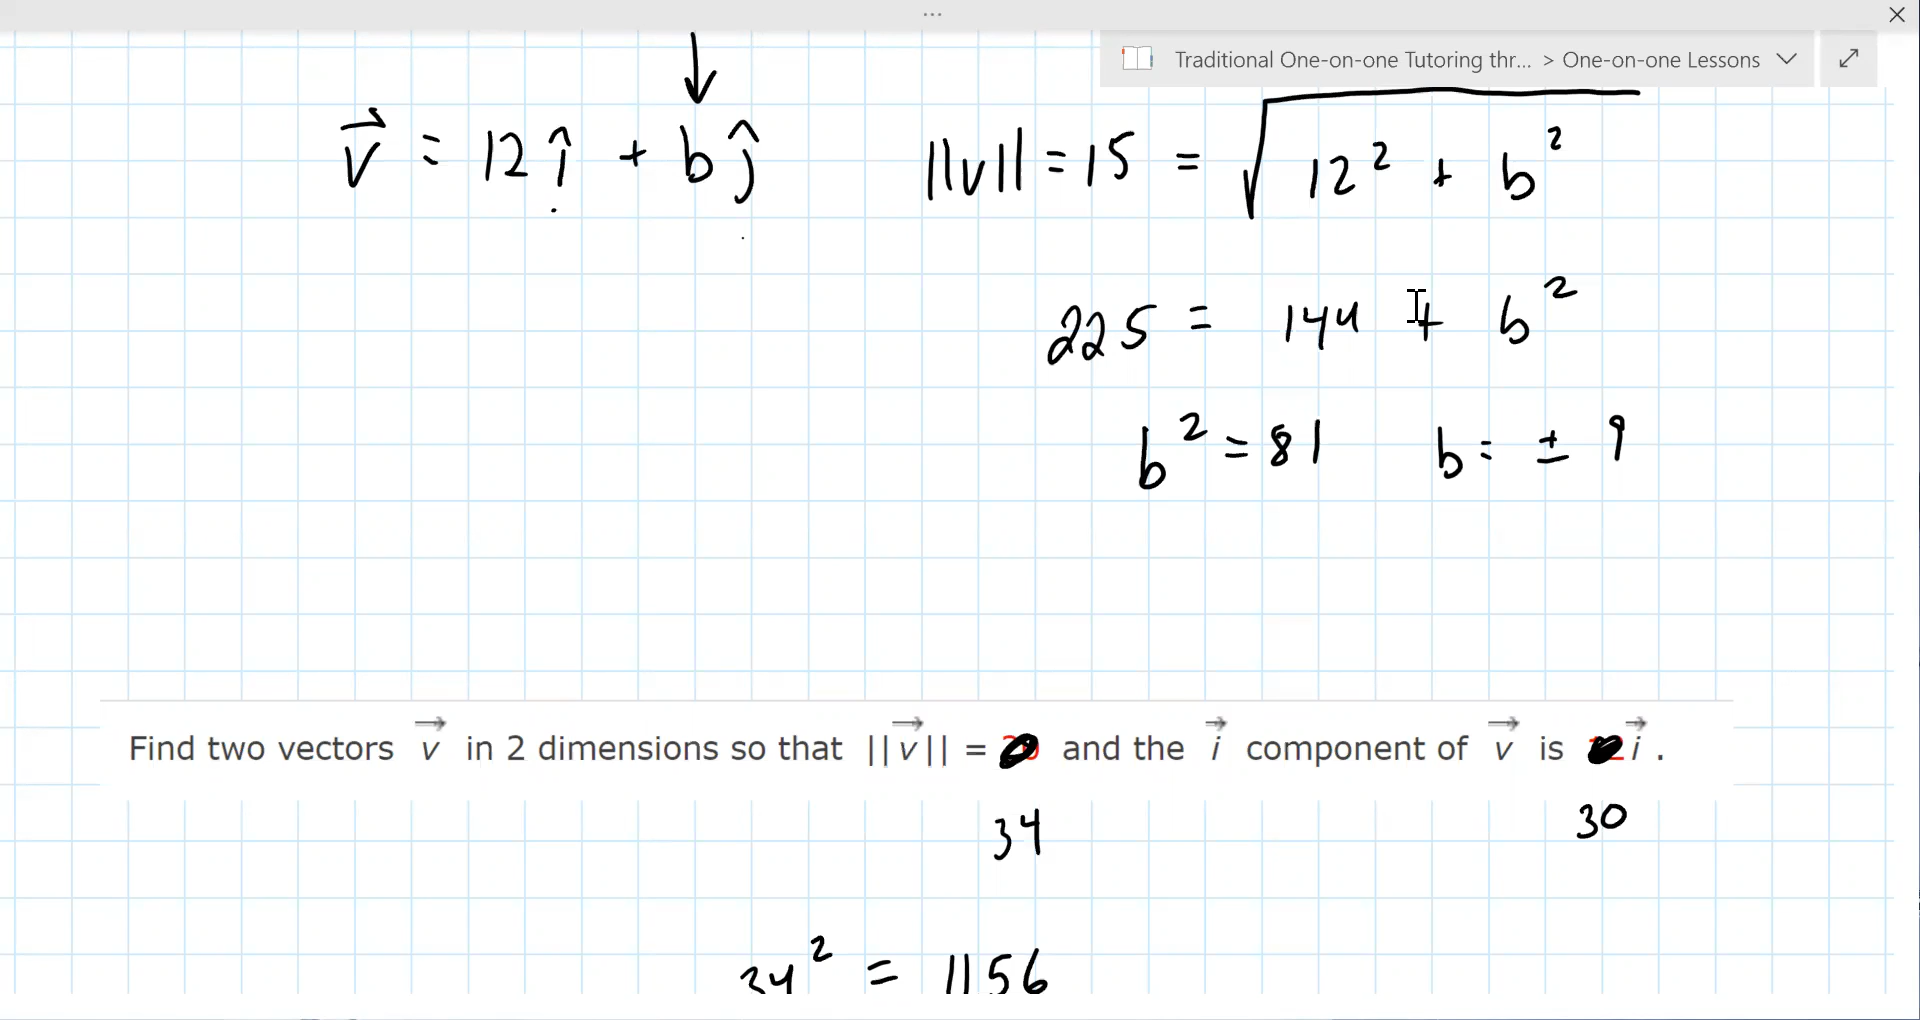 Traditional One-on-one Tutoring thr... > One-on-one Lessons
v⃗ = 12 î + b ĵ
||v|| = 15 = √(12² + b²)
225 = 144 + b²
b² = 81 b = ± 9
Find two vectors v⃗ in 2 dimensions so that ||v⃗|| = and the i⃗ component of v⃗ is i⃗ .
34 30
34² = 1156